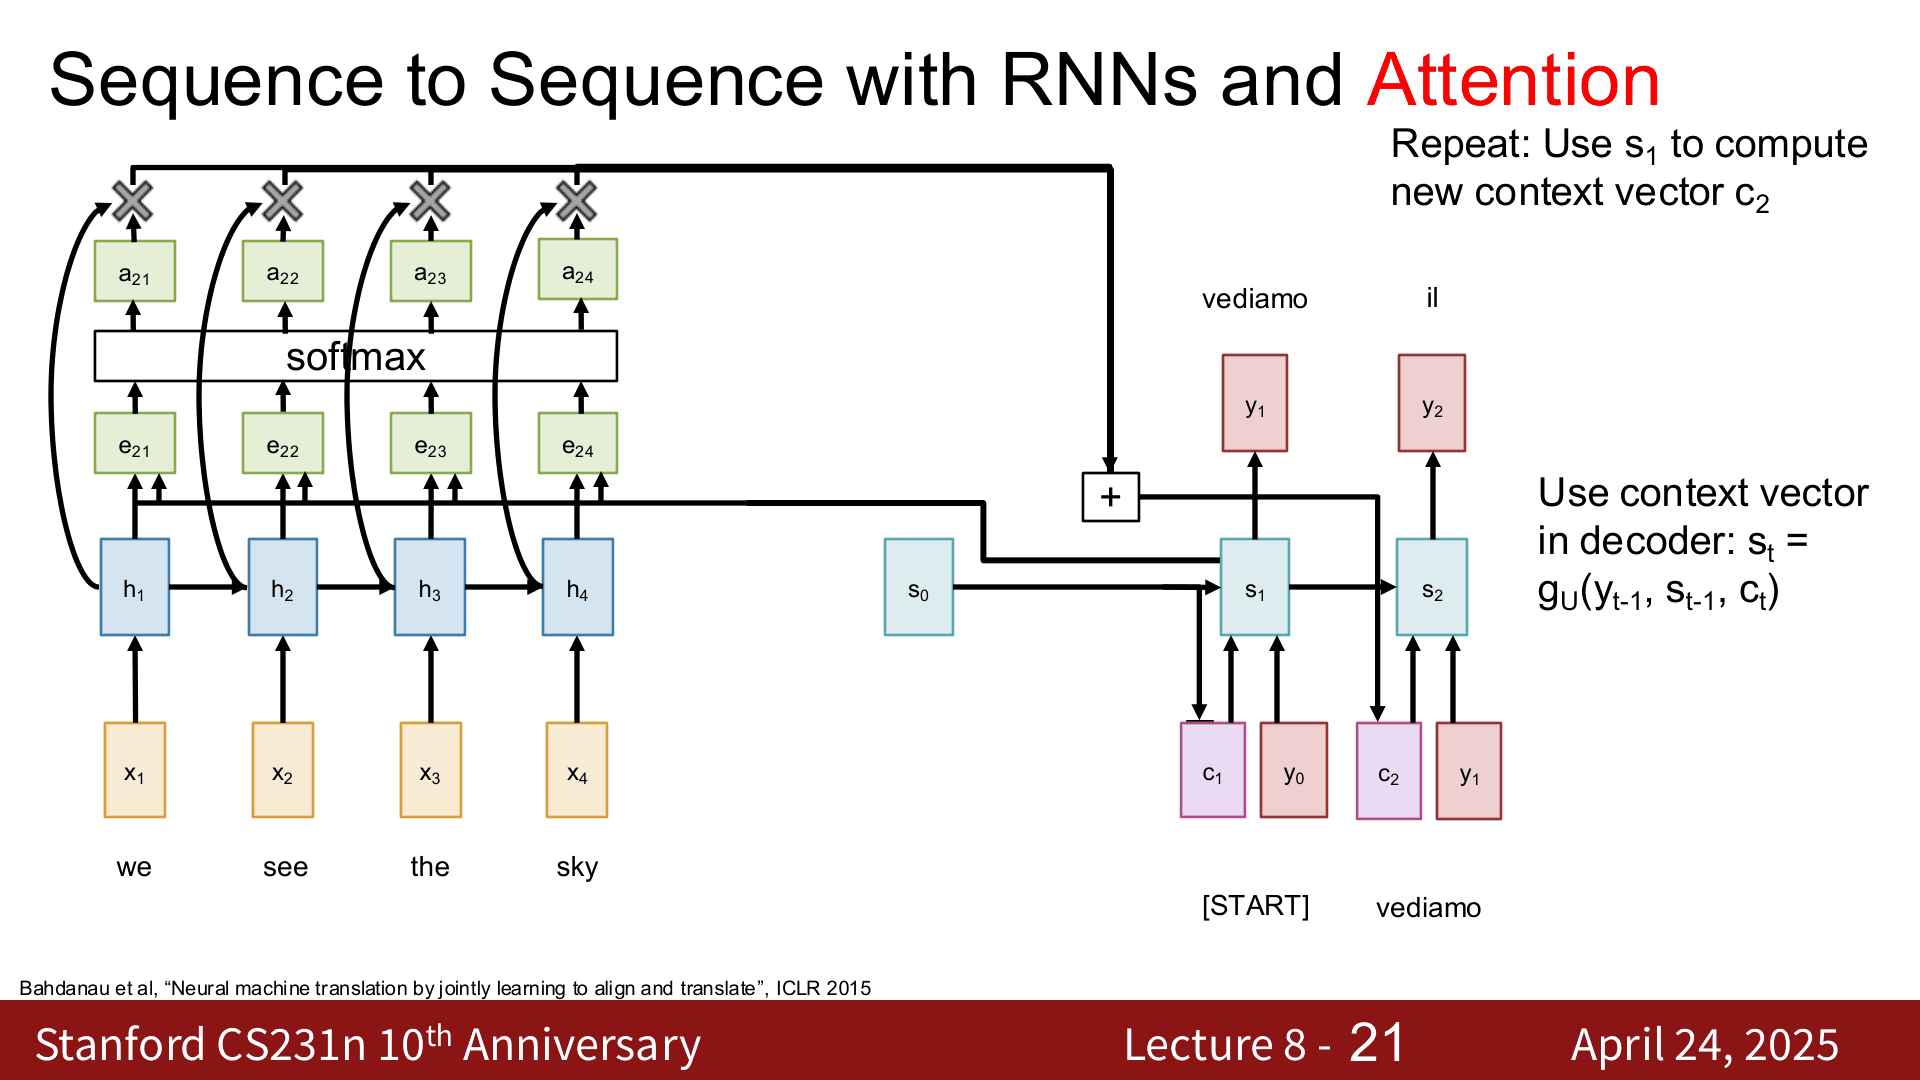 Sequence to Sequence with RNNs and Attention
Repeat: Use s1 to compute
new context vector c2
a21 a22 a23 a24
vediamo il
softmax
y1 y2
e21 e22 e23 e24
+
Use context vector
in decoder: st =
gU(yt-1, st-1, ct)
h1 h2 h3 h4 s0 s1 s2
x1 x2 x3 x4 c1 y0 c2 y1
we see the sky
[START] vediamo
Bahdanau et al, “Neural machine translation by jointly learning to align and translate”, ICLR 2015
Stanford CS231n 10th Anniversary Lecture 8 - 21 April 24, 2025